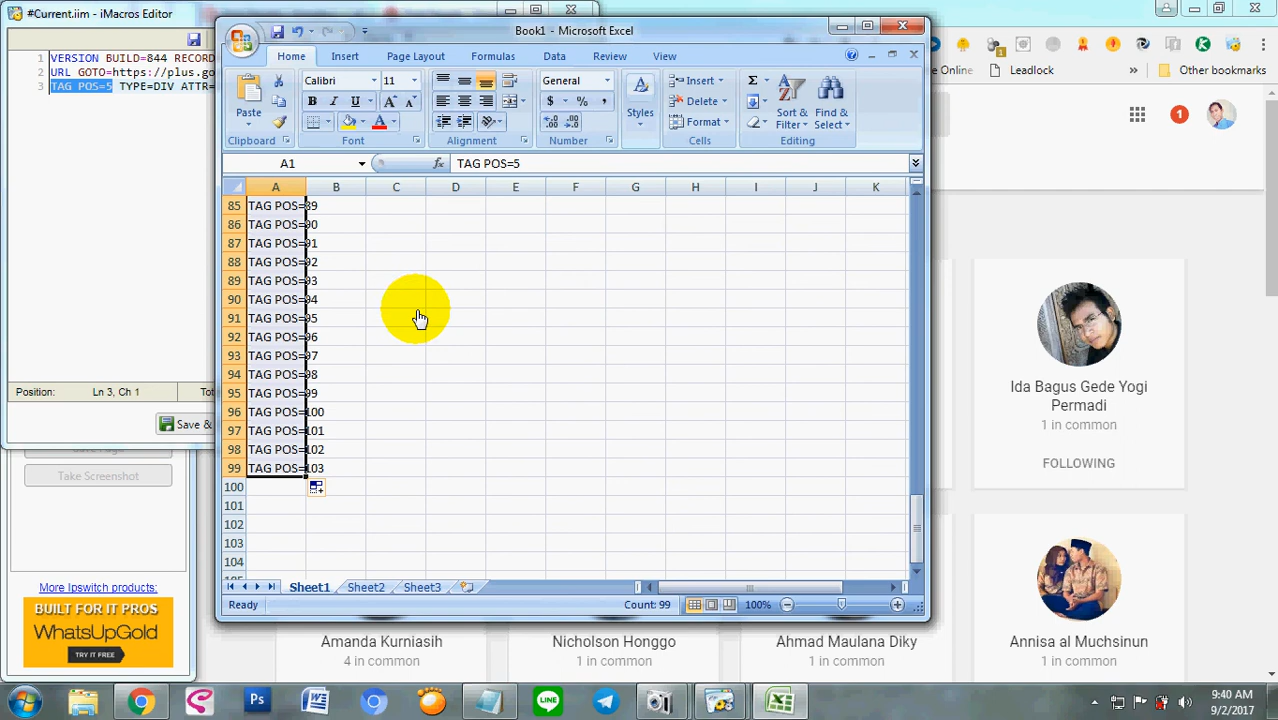 #Current.iim - iMacros Editor
VERSION BUILD=844 RECORD
URL GOTO=https://plus.go
TAG POS=5 TYPE=DIV ATTR=
1
2
3
Position:
Ln 3, Ch 1
Tot
Save &
Take Screenshot
More Ipswitch products:
BUILT FOR IT PROS
WhatsUpGold
TRY IT FREE
Book1 - Microsoft Excel
Home
Insert
Page Layout
Formulas
Data
Review
View
Paste
Clipboard
Calibri
11
B I U
A A
Font
Alignment
General
$ % ,
Number
Styles
Insert
Delete
Format
Cells
Σ
Sort & Filter
Find & Select
Editing
A1
fx
TAG POS=5
A B C D E F G H I J K
85 TAG POS=89
86 TAG POS=90
87 TAG POS=91
88 TAG POS=92
89 TAG POS=93
90 TAG POS=94
91 TAG POS=95
92 TAG POS=96
93 TAG POS=97
94 TAG POS=98
95 TAG POS=99
96 TAG POS=100
97 TAG POS=101
98 TAG POS=102
99 TAG POS=103
100
101
102
103
104
Sheet1
Sheet2
Sheet3
Ready
Count: 99
100%
Online
Leadlock
»
Other bookmarks
1
Ida Bagus Gede Yogi
Permadi
1 in common
FOLLOWING
Amanda Kurniasih
4 in common
Nicholson Honggo
1 in common
Ahmad Maulana Diky
1 in common
Annisa al Muchsinun
1 in common
Ps
LINE
9:40 AM
9/2/2017